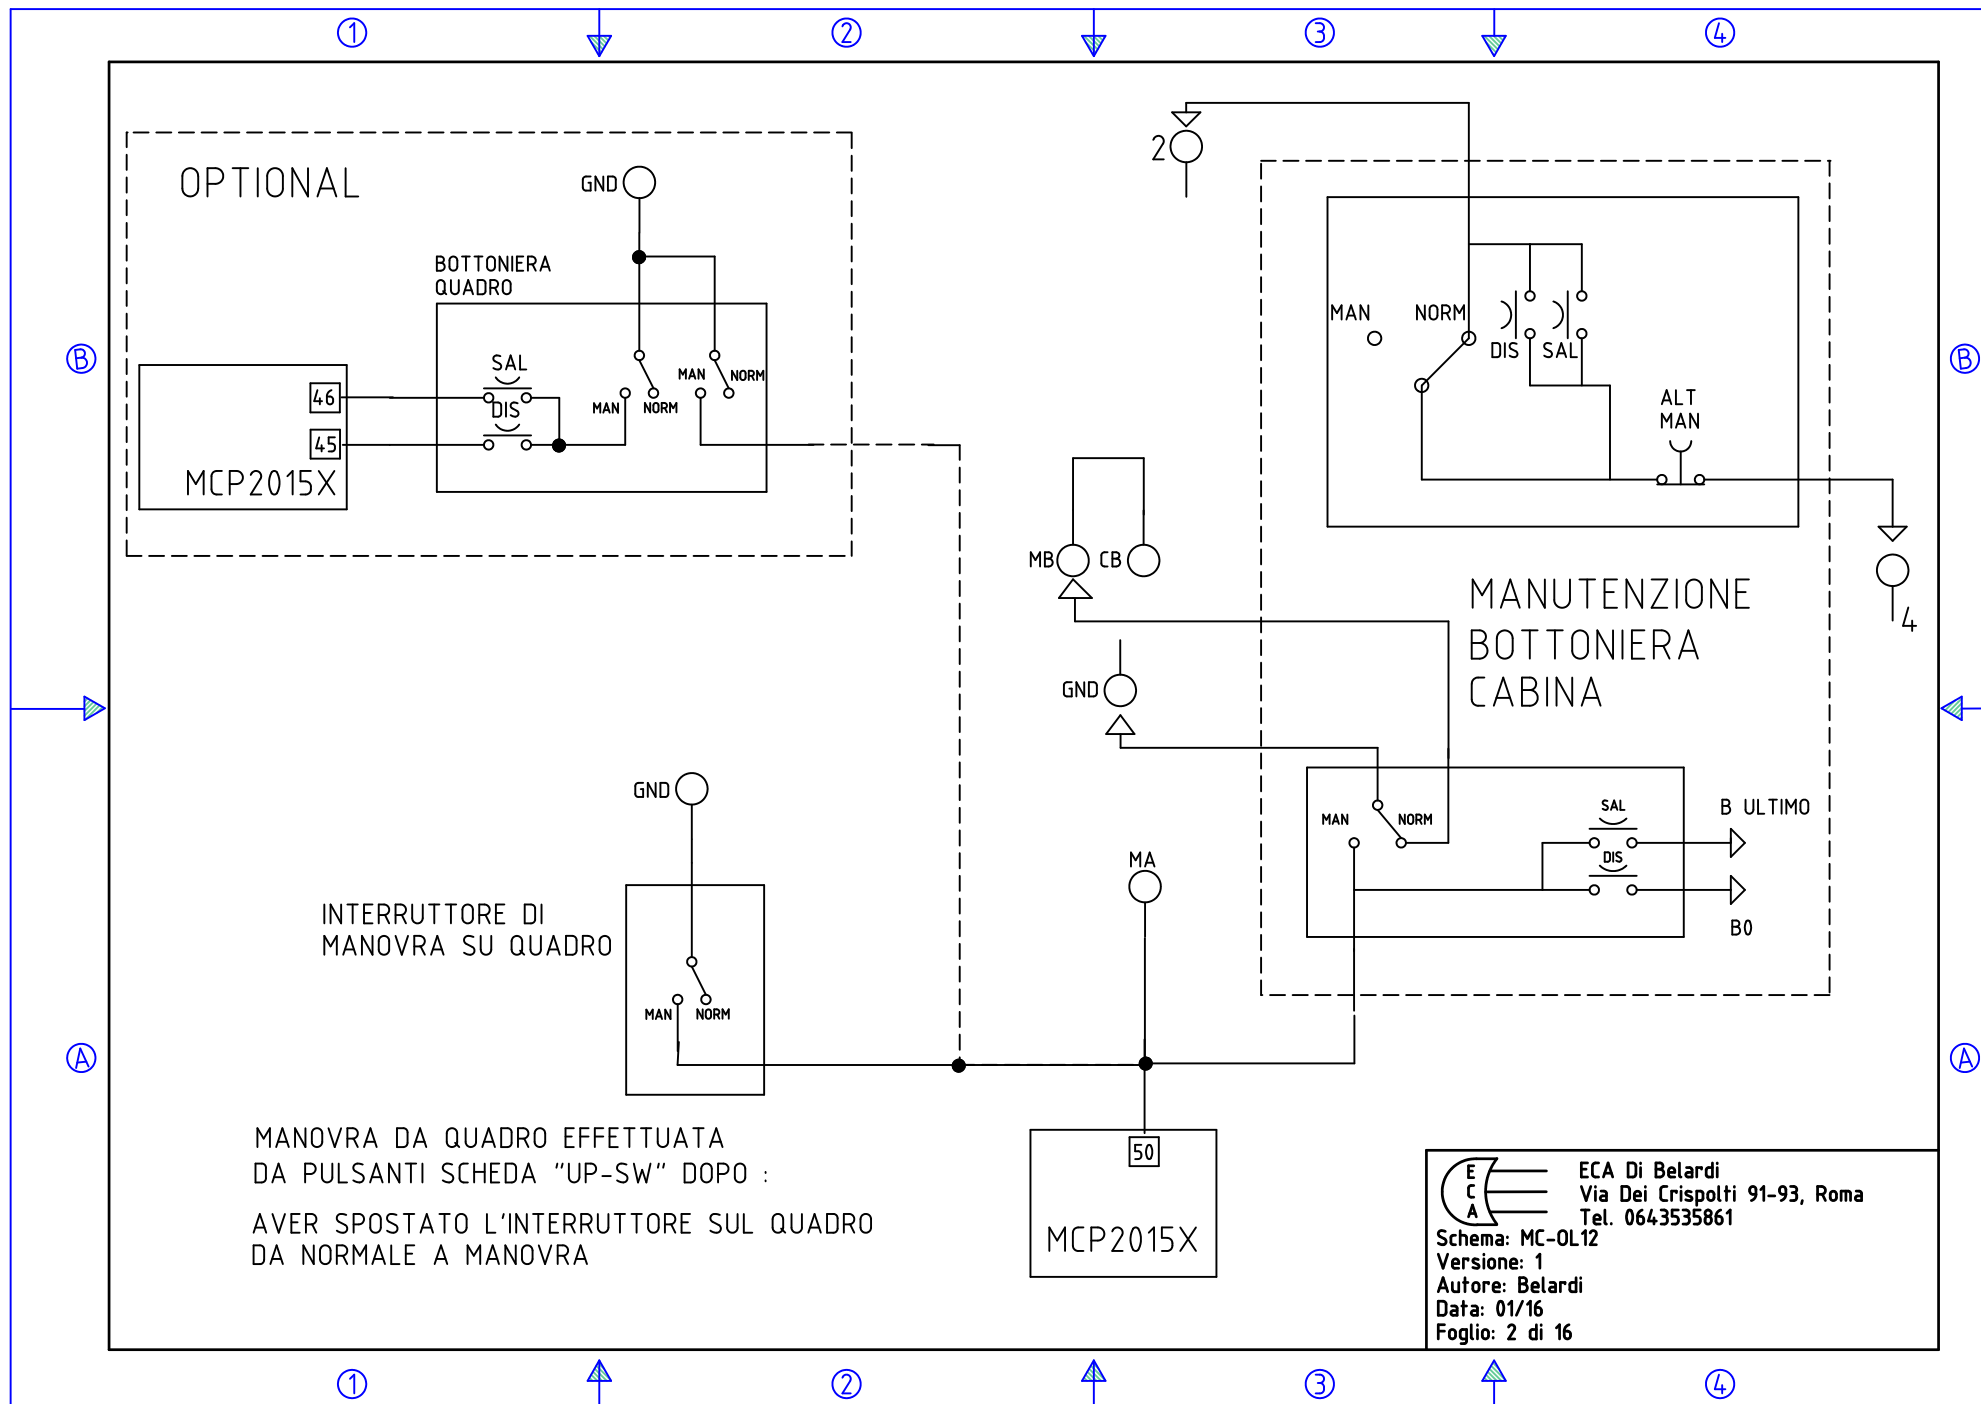 1
2
3
4
OPTIONAL
GND
BOTTONIERA
QUADRO
SAL
DIS
MAN
NORM
MAN
NORM
46
45
MCP2015X
2
MAN
NORM
DIS
SAL
ALT
MAN
4
B
B
MB
CB
GND
MANUTENZIONE
BOTTONIERA
CABINA
MAN
NORM
SAL
DIS
B ULTIMO
B0
GND
INTERRUTTORE DI
MANOVRA SU QUADRO
MAN
NORM
MA
A
A
50
MCP2015X
MANOVRA DA QUADRO EFFETTUATA
DA PULSANTI SCHEDA "UP-SW" DOPO :
AVER SPOSTATO L'INTERRUTTORE SUL QUADRO
DA NORMALE A MANOVRA
E
C
A
ECA Di Belardi
Via Dei Crispolti 91-93, Roma
Tel. 0643535861
Schema: MC-OL12
Versione: 1
Autore: Belardi
Data: 01/16
Foglio: 2 di 16
1
2
3
4